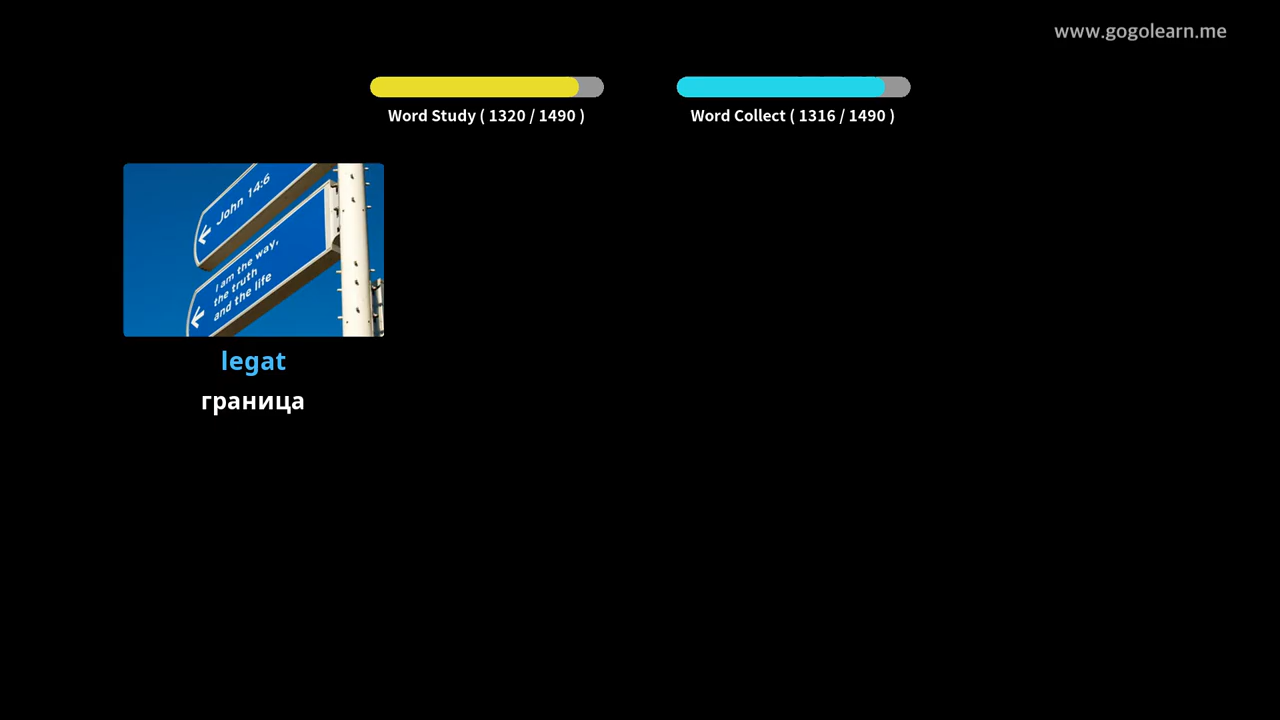 www.gogolearn.me
Word Study ( 1320 / 1490 )
Word Collect ( 1316 / 1490 )
John 14:6
I am the way,
the truth
and the life
legat
граница